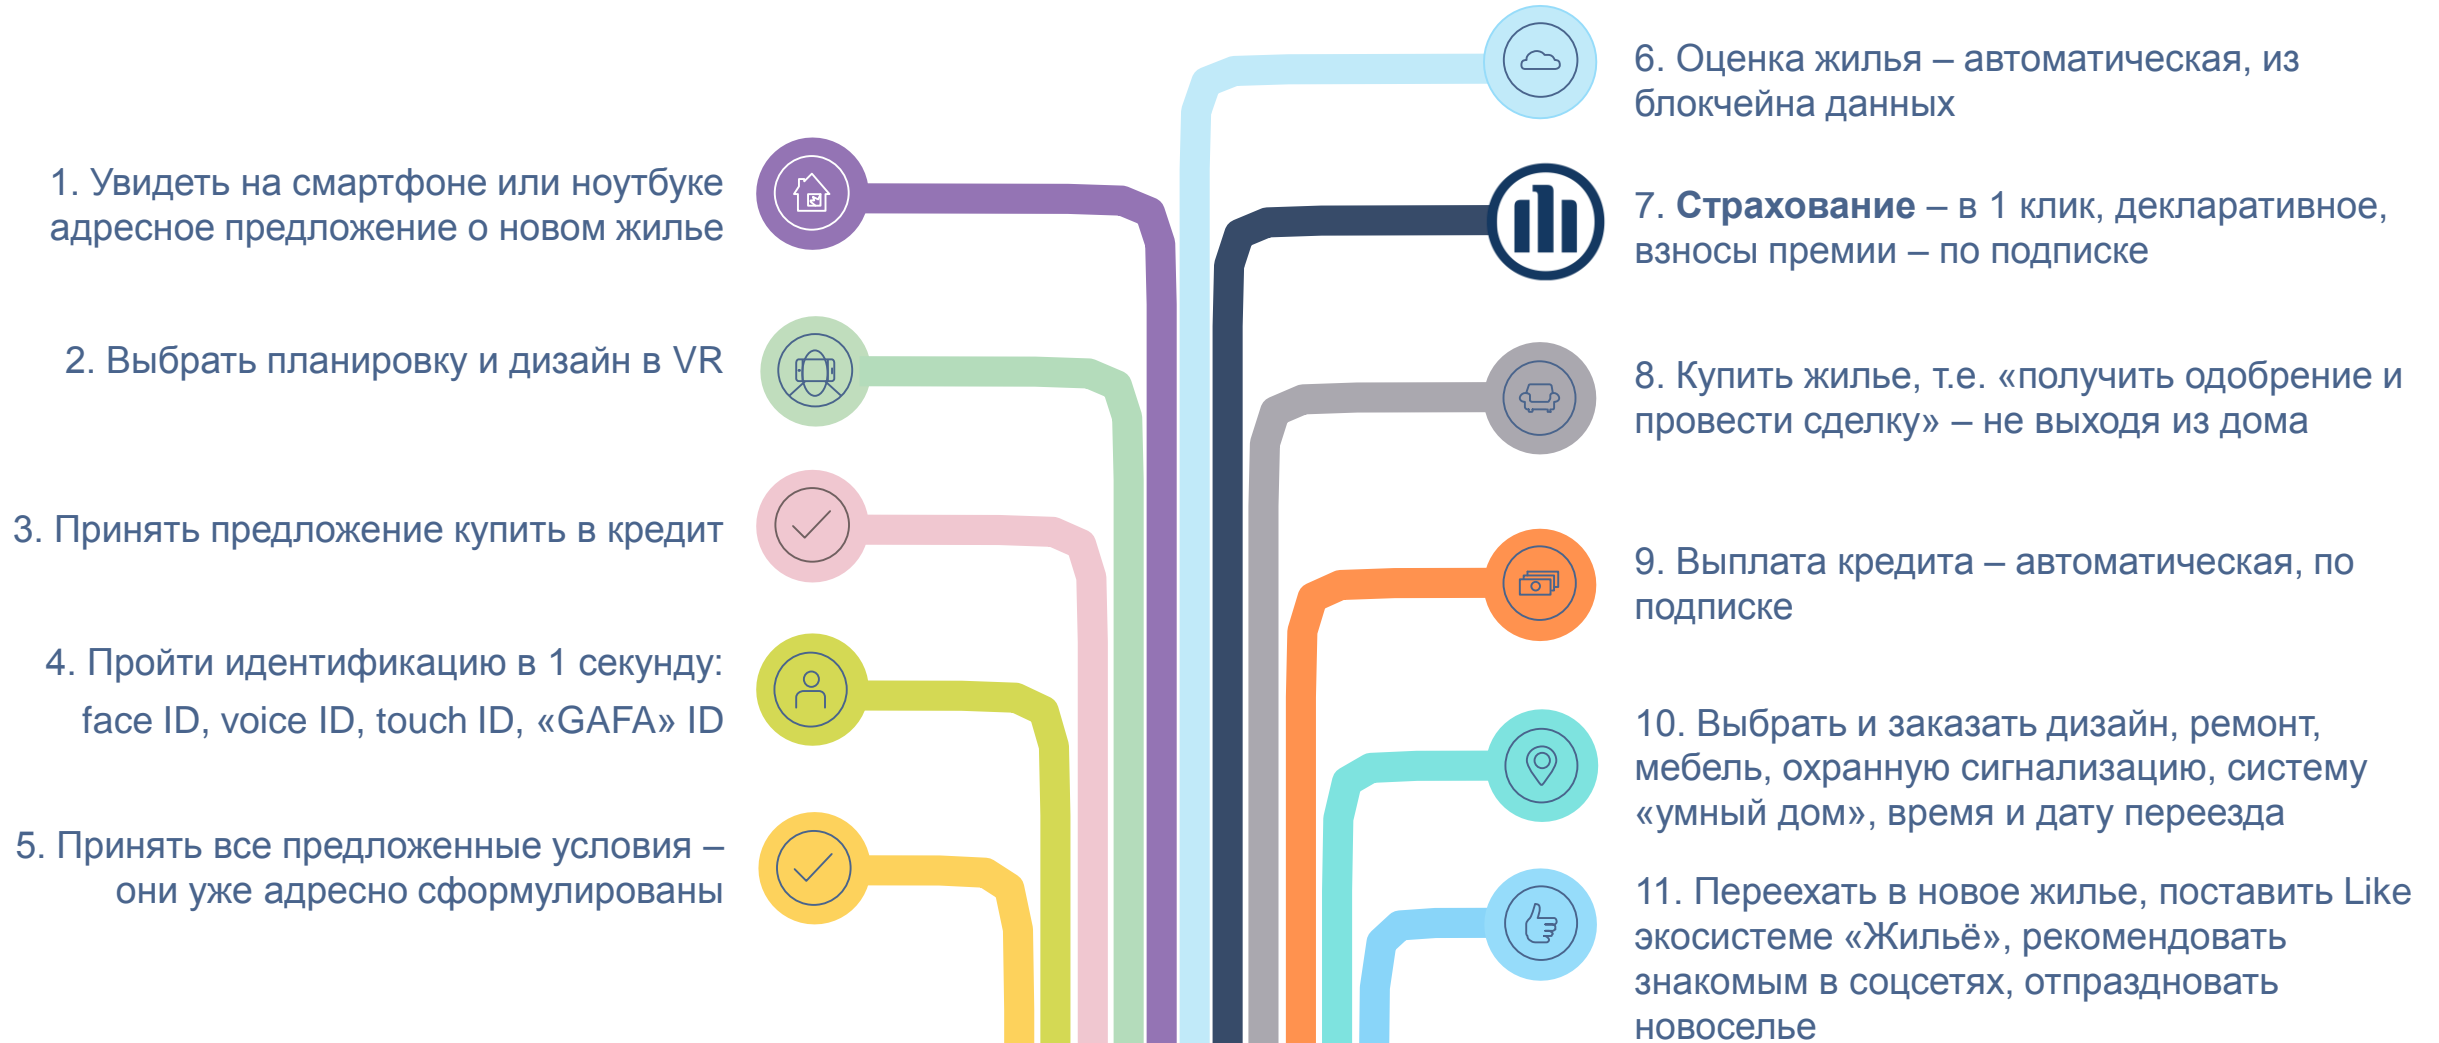 1. Увидеть на смартфоне или ноутбуке
адресное предложение о новом жилье
2. Выбрать планировку и дизайн в VR
3. Принять предложение купить в кредит
4. Пройти идентификацию в 1 секунду:
face ID, voice ID, touch ID, «GAFA» ID
5. Принять все предложенные условия –
они уже адресно сформулированы
6. Оценка жилья – автоматическая, из
блокчейна данных
7. Страхование – в 1 клик, декларативное,
взносы премии – по подписке
8. Купить жилье, т.е. «получить одобрение и
провести сделку» – не выходя из дома
9. Выплата кредита – автоматическая, по
подписке
10. Выбрать и заказать дизайн, ремонт,
мебель, охранную сигнализацию, систему
«умный дом», время и дату переезда
11. Переехать в новое жилье, поставить Like
экосистеме «Жильё», рекомендовать
знакомым в соцсетях, отпраздновать
новоселье